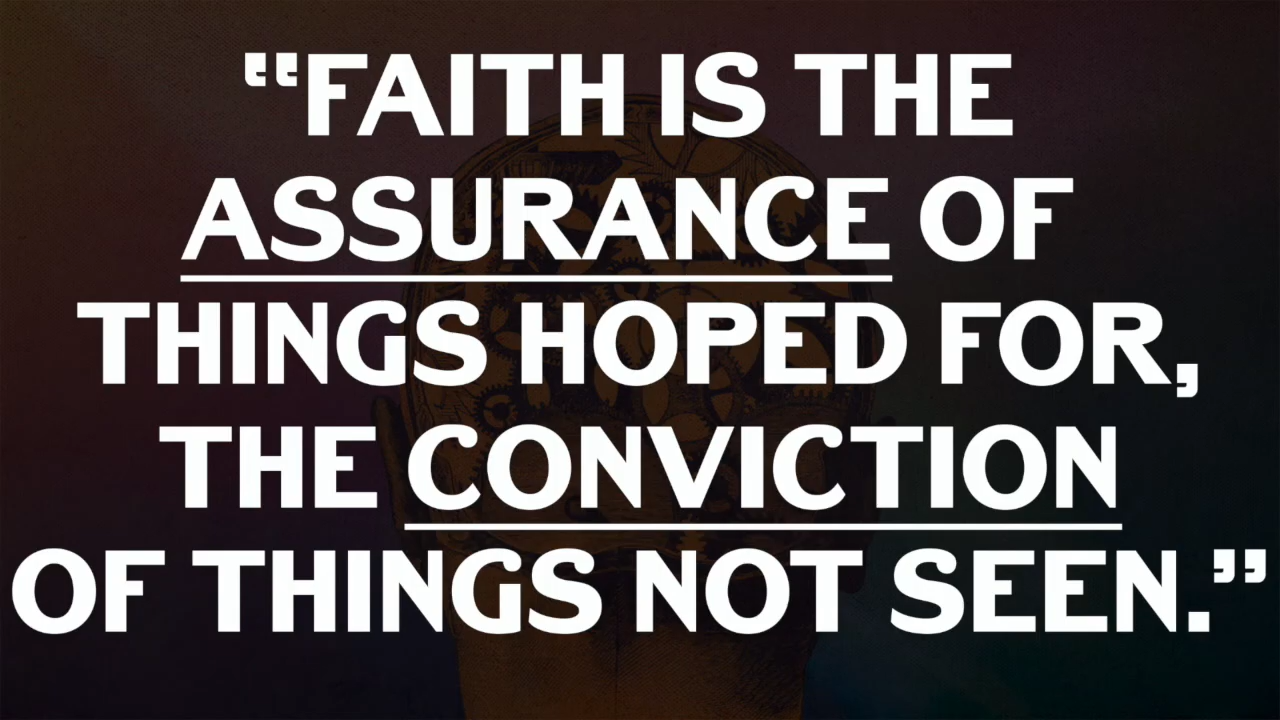 “FAITH IS THE
ASSURANCE OF
THINGS HOPED FOR,
THE CONVICTION
OF THINGS NOT SEEN.”